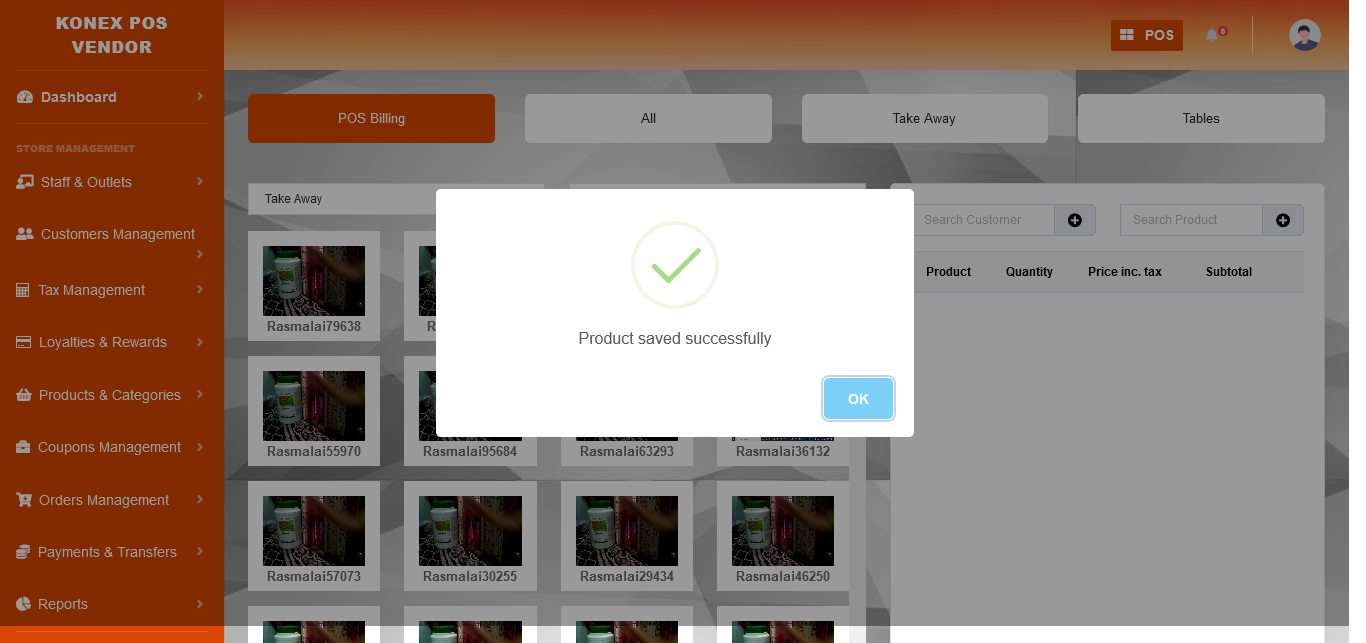 KONEX POS
VENDOR
POS
Dashboard
STORE MANAGEMENT
Staff & Outlets
Customers Management
Tax Management
Loyalties & Rewards
Products & Categories
Coupons Management
Orders Management
Payments & Transfers
Reports
POS Billing
All
Take Away
Tables
Take Away
Search Customer
Search Product
Product
Quantity
Price inc. tax
Subtotal
Rasmalai79638
R
Rasmalai55970
Rasmalai95684
Rasmalai63293
Rasmalai36132
Rasmalai57073
Rasmalai30255
Rasmalai29434
Rasmalai46250
Product saved successfully
OK